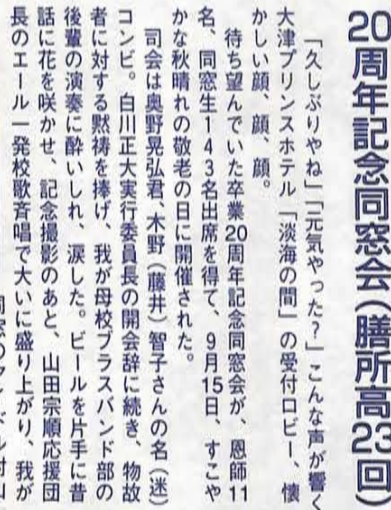 20周年記念同窓会(膳所高23回)
「久しぶりやね」「元気やった?」こんな声が響く
大津プリンスホテル「淡海の間」の受付ロビー、懐
かしい顔、顔、顔。
待ち望んでいた卒業20周年記念同窓会が、恩師11
名、同窓生143名出席を得て、9月15日、すこや
かな秋晴れの敬老の日に開催された。
司会は奥野晃弘君、木野(藤井)智子さんの名(迷)
コンビ。白川正大実行委員長の開会辞に続き、物故
者に対する黙祷を捧げ、我が母校ブラスバンド部の
後輩の演奏に酔いしれ、涙した。ビールを片手に昔
話に花を咲かせ、記念撮影のあと、山田宗順応援団
長のエール一発校歌斉唱で大いに盛り上がり、我が